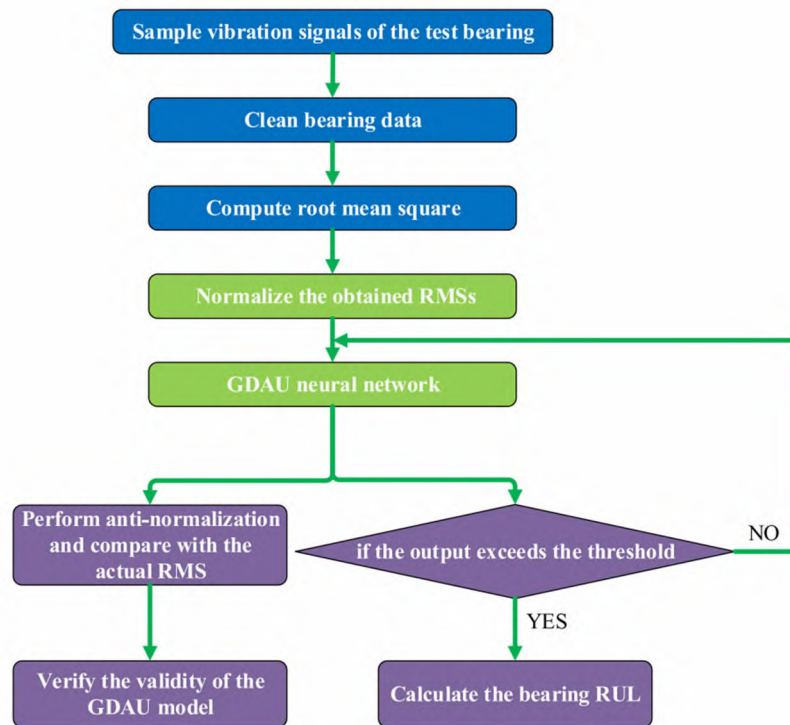 Sample vibration signals of the test bearing
Clean bearing data
Compute root mean square
Normalize the obtained RMSs
GDAU neural network
Perform anti-normalization
and compare with the
actual RMS
if the output exceeds the threshold
NO
YES
Verify the validity of the
GDAU model
Calculate the bearing RUL